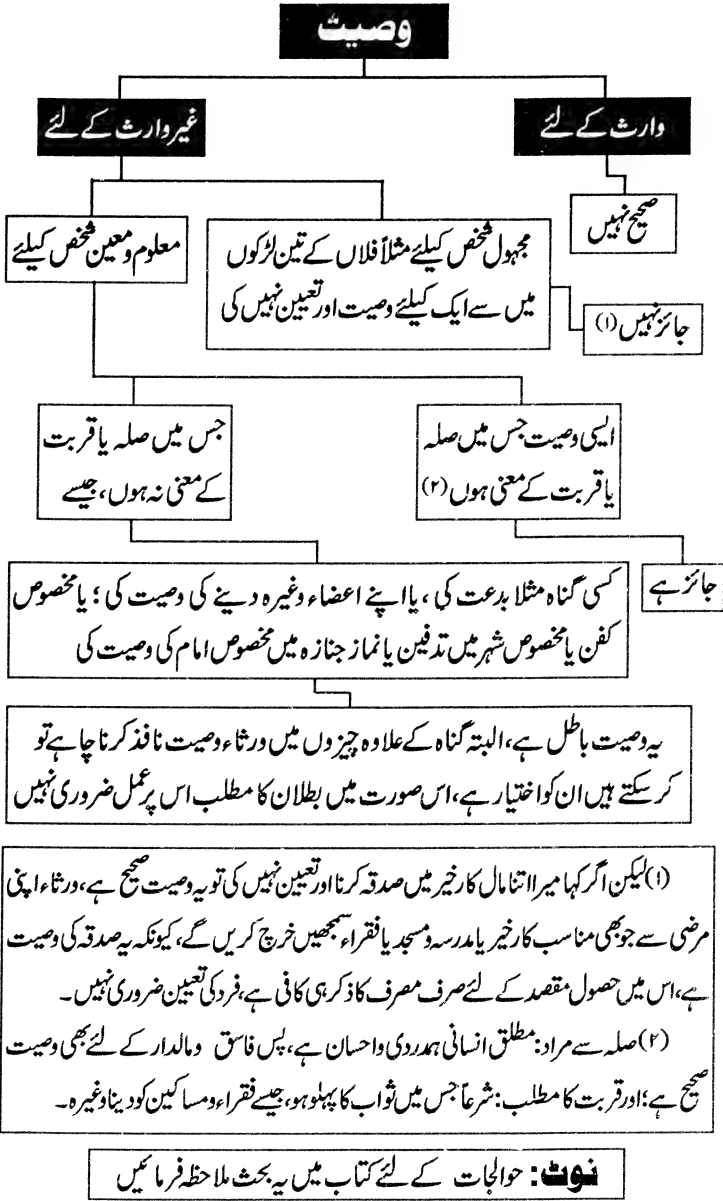 وصیت
وارث کے لئے
غیر وارث کے لئے
صحیح نہیں
مجہول شخص کیلئے مثلاً فلاں کے تین لڑکوں
میں سے ایک کیلئے وصیت اور تعیین نہیں کی
معلوم و معین شخص کیلئے
جائز نہیں (۱)
ایسی وصیت جس میں صلہ
یا قربت کے معنی ہوں (۲)
جس میں صلہ یا قربت
کے معنی نہ ہوں، جیسے
جائز ہے
کسی گناہ مثلا بدعت کی، یا اپنے اعضاء وغیرہ دینے کی وصیت کی؛ یا مخصوص
کفن یا مخصوص شہر میں تدفین یا نماز جنازہ میں مخصوص امام کی وصیت کی
یہ وصیت باطل ہے، البتہ گناہ کے علاوہ چیزوں میں ورثاء وصیت نافذ کرنا چاہے تو
کر سکتے ہیں ان کو اختیار ہے، اس صورت میں بطلان کا مطلب اس پر عمل ضروری نہیں
(۱) لیکن اگر کہا میرا اتنا مال کار خیر میں صدقہ کرنا اور تعیین نہیں کی تو یہ وصیت صحیح ہے، ورثاء اپنی
مرضی سے جو بھی مناسب کار خیر یا مدرسہ و مسجد یا فقراء سمجھیں خرچ کریں گے، کیونکہ یہ صدقہ کی وصیت
ہے، اس میں حصول مقصد کے لئے صرف مصرف کا ذکر ہی کافی ہے، فرد کی تعیین ضروری نہیں۔
(۲) صلہ سے مراد: مطلق انسانی ہمدردی و احسان ہے، پس فاسق و مالدار کے لئے بھی وصیت
صحیح ہے؛ اور قربت کا مطلب: شرعاً جس میں ثواب کا پہلو ہو، جیسے فقراء و مساکین کو دینا وغیرہ۔
نوٹ: حوالجات کے لئے کتاب میں یہ بحث ملاحظہ فرمائیں